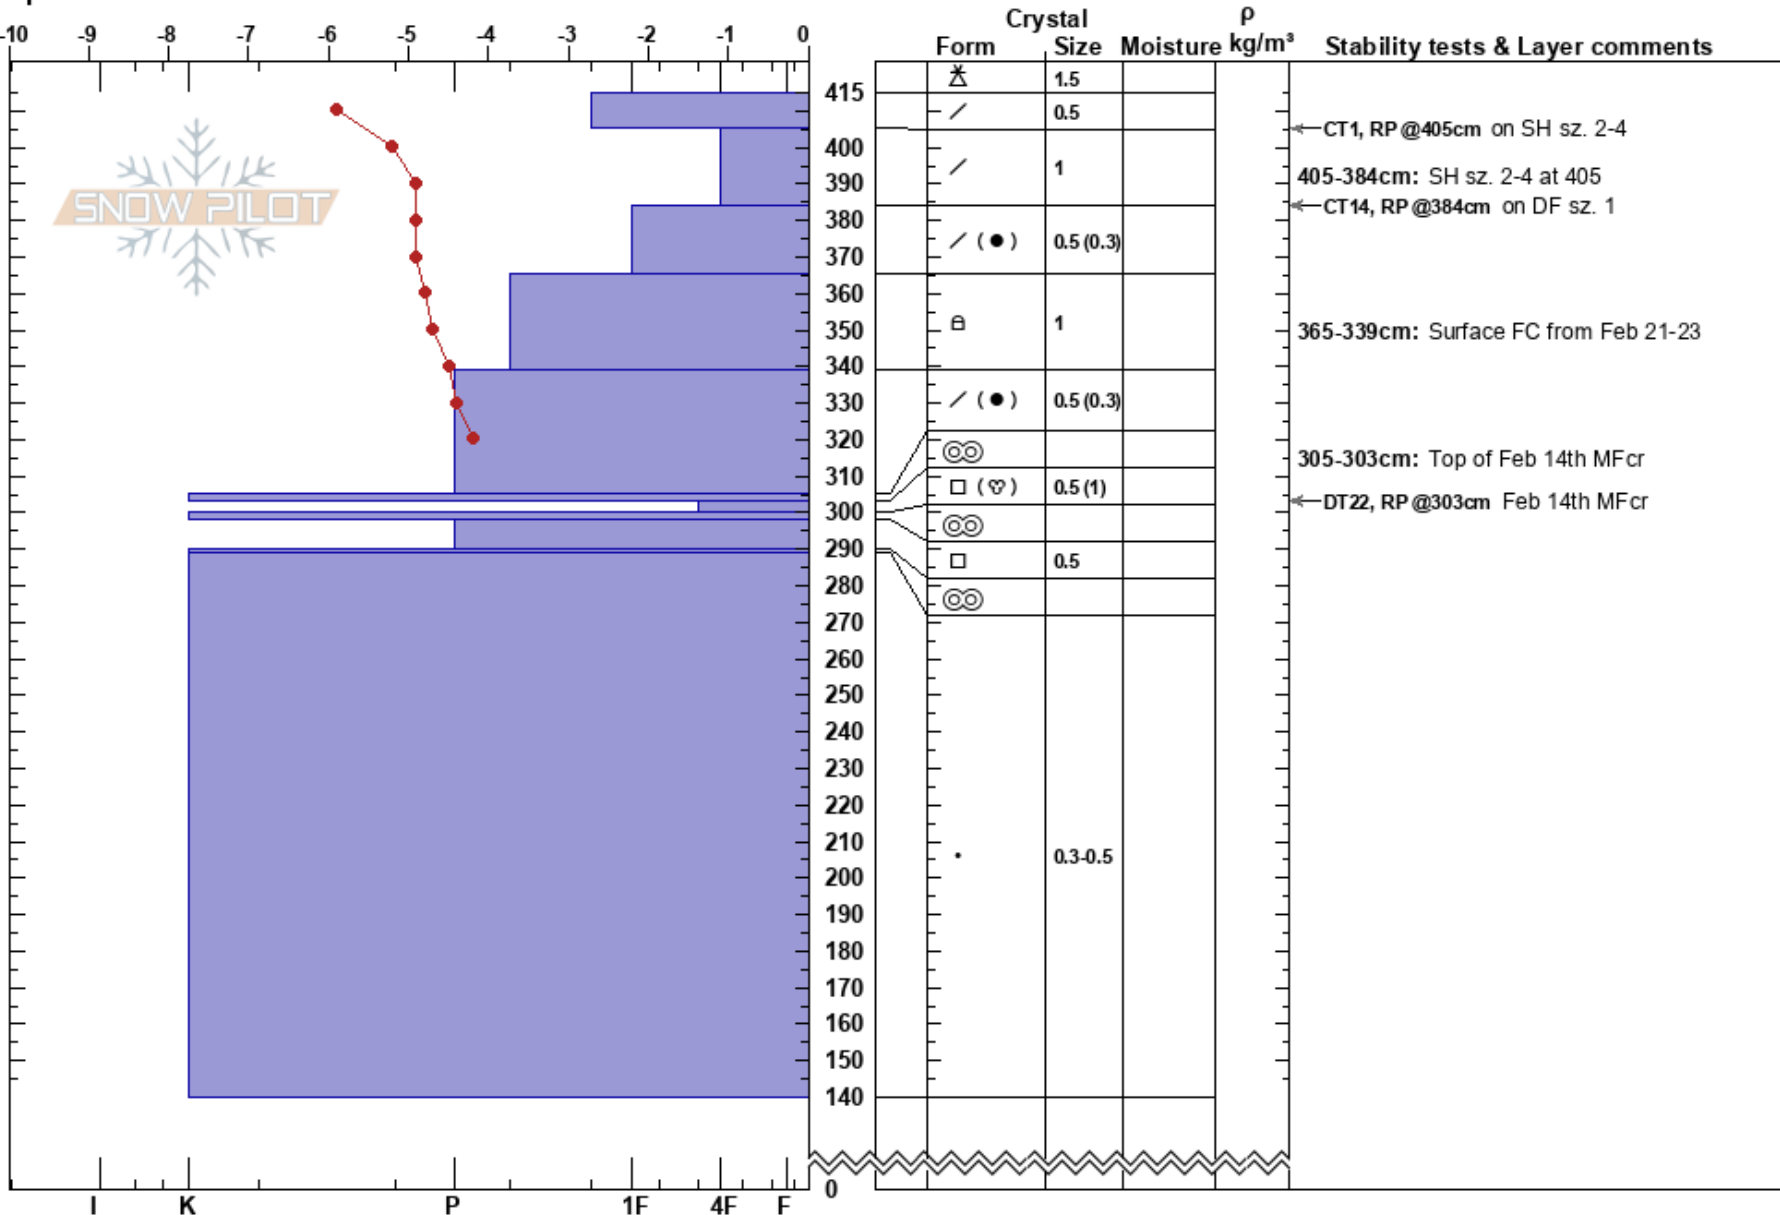 Crystal ρ
-10 -9 -8 -7 -6 -5 -4 -3 -2 -1 0 Form Size Moisture kg/m³ Stability tests & Layer comments
1.5
415
0.5
CT1, RP@405cm on SH sz. 2-4
400
1
405-384cm: SH sz. 2-4 at 405
390
SNOW PILOT
CT14, RP@384cm on DF sz. 1
380
( ) 0.5 (0.3)
370
360
1
350
365-339cm: Surface FC from Feb 21-23
340
330
( ) 0.5 (0.3)
320
305-303cm: Top of Feb 14th MFcr
310
( ) 0.5 (1)
DT22, RP@303cm Feb 14th MFcr
300
290
0.5
280
270
260
250
240
230
220
210
0.3-0.5
200
190
180
170
160
150
140
0
I K P 1F 4F F